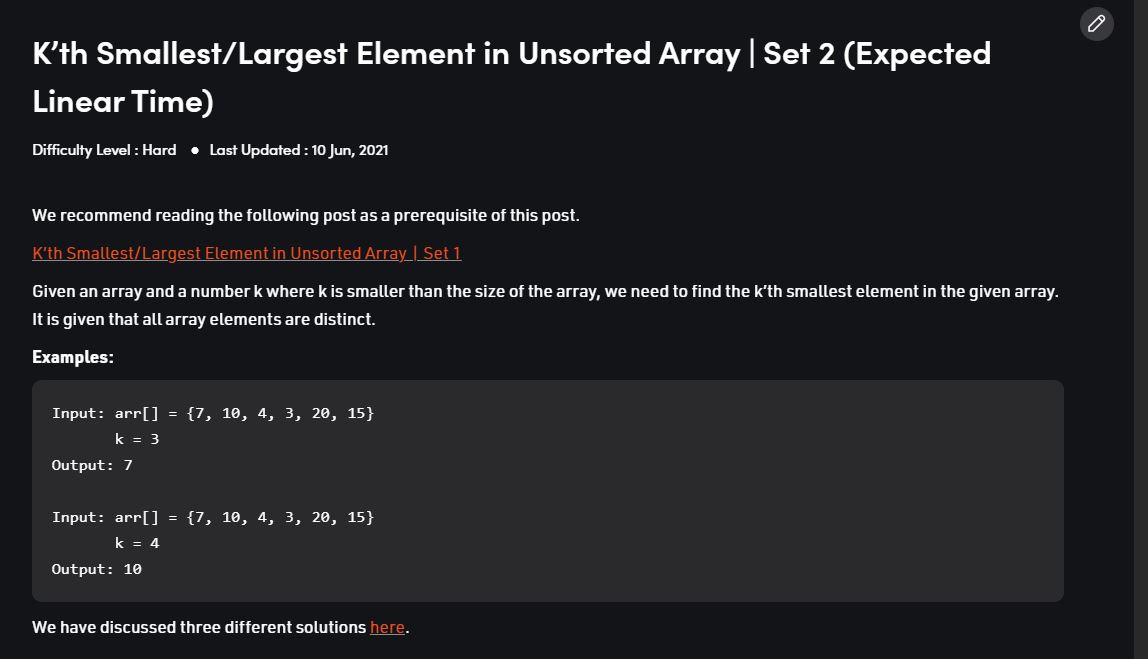 K’th Smallest/Largest Element in Unsorted Array | Set 2 (Expected
Linear Time)
Difficulty Level : Hard ● Last Updated : 10 Jun, 2021
We recommend reading the following post as a prerequisite of this post.
K’th Smallest/Largest Element in Unsorted Array | Set 1
Given an array and a number k where k is smaller than the size of the array, we need to find the k’th smallest element in the given array.
It is given that all array elements are distinct.
Examples:
Input: arr[] = {7, 10, 4, 3, 20, 15}
       k = 3
Output: 7
Input: arr[] = {7, 10, 4, 3, 20, 15}
       k = 4
Output: 10
We have discussed three different solutions here.